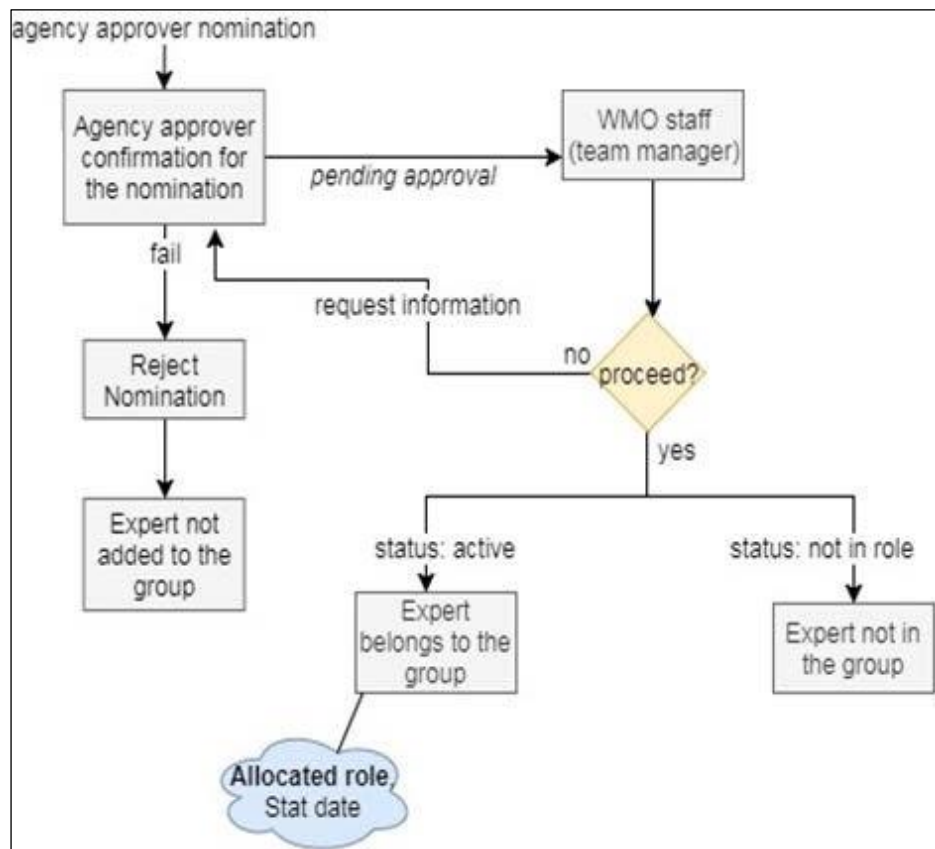 agency approver nomination
Agency approver
confirmation for
the nomination
WMO staff
(team manager)
pending approval
fail
request information
Reject
Nomination
no
proceed?
yes
Expert not
added to the
group
status: active
status: not in role
Expert
belongs to the
group
Expert not in
the group
Allocated role,
Stat date